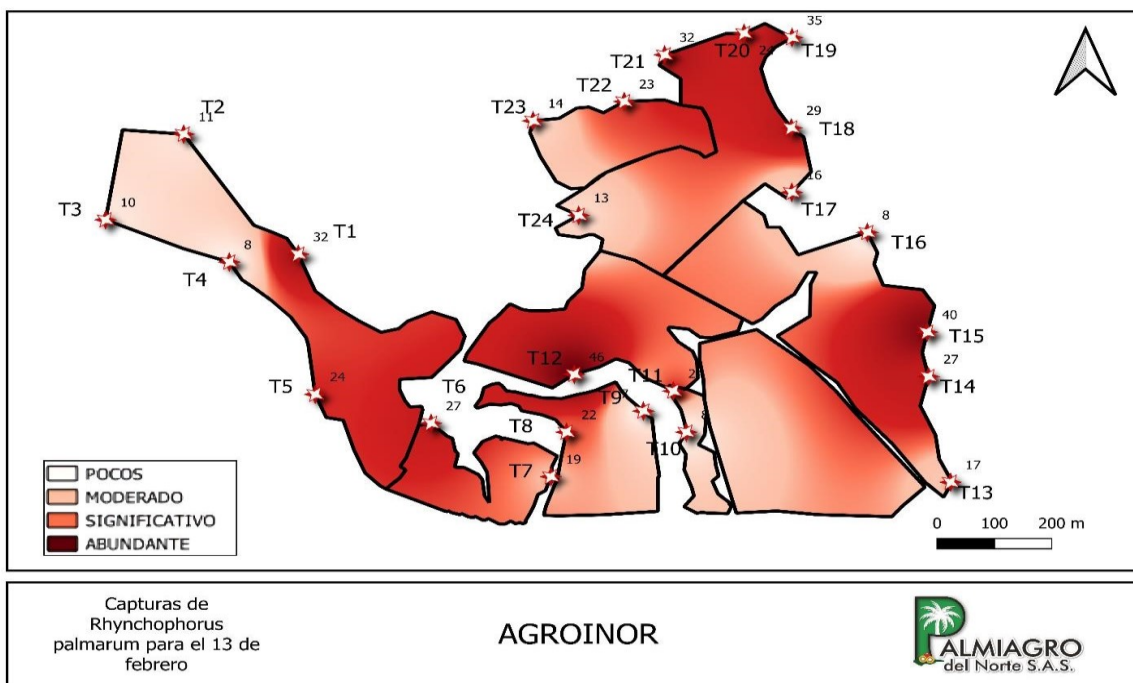 35
32
T20
T19
T21
T22
23
T23
14
29
T18
T2
11
16
T17
T3
10
13
T24
8
T16
T1
32
8
T4
40
T15
T12
46
27
T14
T5
24
T6
T11
T9
27
T8
22
8
T10
T7
19
17
T13
POCOS
MODERADO
SIGNIFICATIVO
ABUNDANTE
0 100 200 m
Capturas de
Rhynchophorus
palmarum para el 13 de
febrero
AGROINOR
PALMIAGRO
del Norte S.A.S.